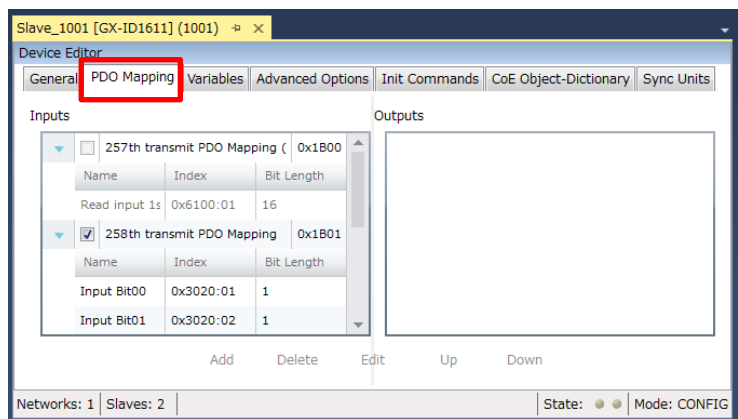 Slave_1001 [GX-ID1611] (1001)
Device Editor
General PDO Mapping Variables Advanced Options Init Commands CoE Object-Dictionary Sync Units
Inputs Outputs
257th transmit PDO Mapping ( 0x1B00
Name Index Bit Length
Read input 1s 0x6100:01 16
258th transmit PDO Mapping 0x1B01
Name Index Bit Length
Input Bit00 0x3020:01 1
Input Bit01 0x3020:02 1
Add Delete Edit Up Down
Networks: 1 Slaves: 2 State: Mode: CONFIG